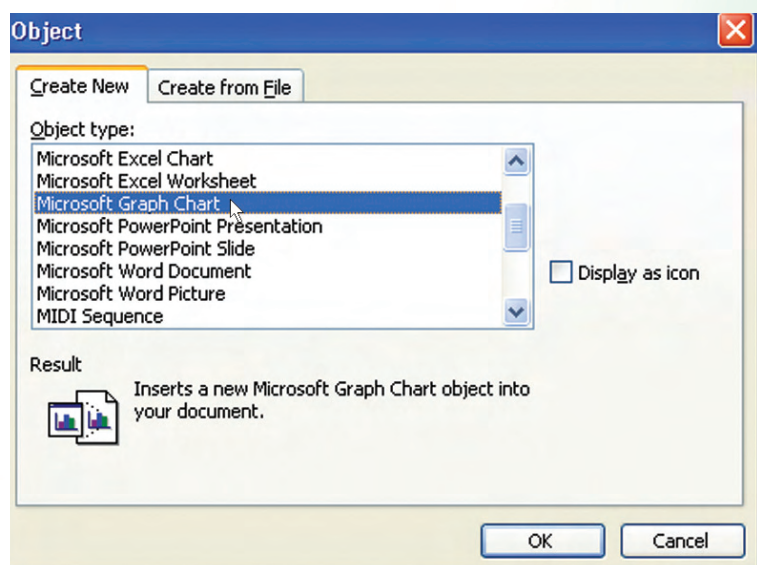 Object
Create New
Create from File
Object type:
Microsoft Excel Chart
Microsoft Excel Worksheet
Microsoft Graph Chart
Microsoft PowerPoint Presentation
Microsoft PowerPoint Slide
Microsoft Word Document
Microsoft Word Picture
MIDI Sequence
Display as icon
Result
Inserts a new Microsoft Graph Chart object into
your document.
OK
Cancel